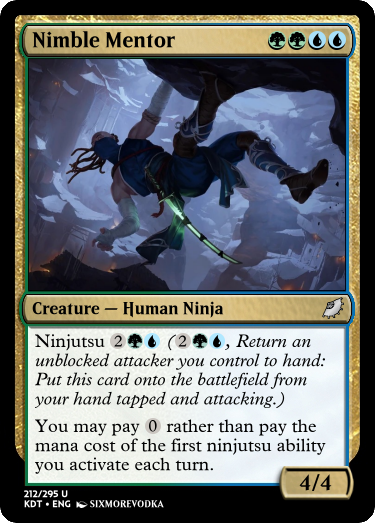 Nimble Mentor
Creature — Human Ninja
Ninjutsu 2 (2, Return an
unblocked attacker you control to hand:
Put this card onto the battlefield from
your hand tapped and attacking.)
You may pay 0 rather than pay the
mana cost of the first ninjutsu ability
you activate each turn.
4/4
212/295 U
KDT • ENG SIXMOREVODKA